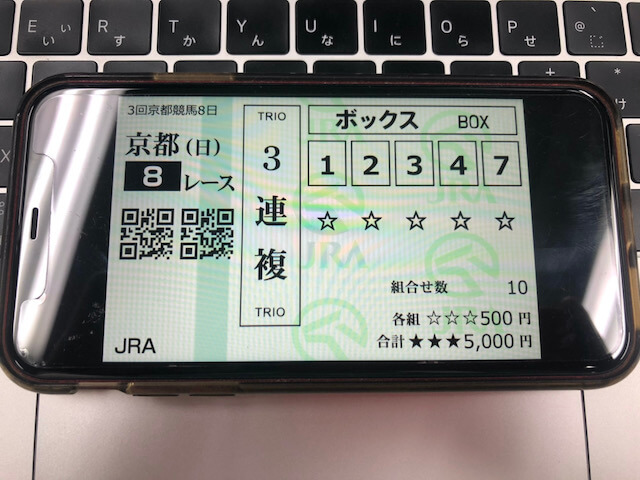 E い ぃ
R す
T か
Y ん
U な
I に
O ら
P せ
@
3回京都競馬8日
京都(日)
8レース
JRA
TRIO
3連複
TRIO
ボックス BOX
1 2 3 4 7
☆ ☆ ☆ ☆ ☆
組合せ数 10
各組 ☆☆☆500円
合計 ★★★5,000円
JRA